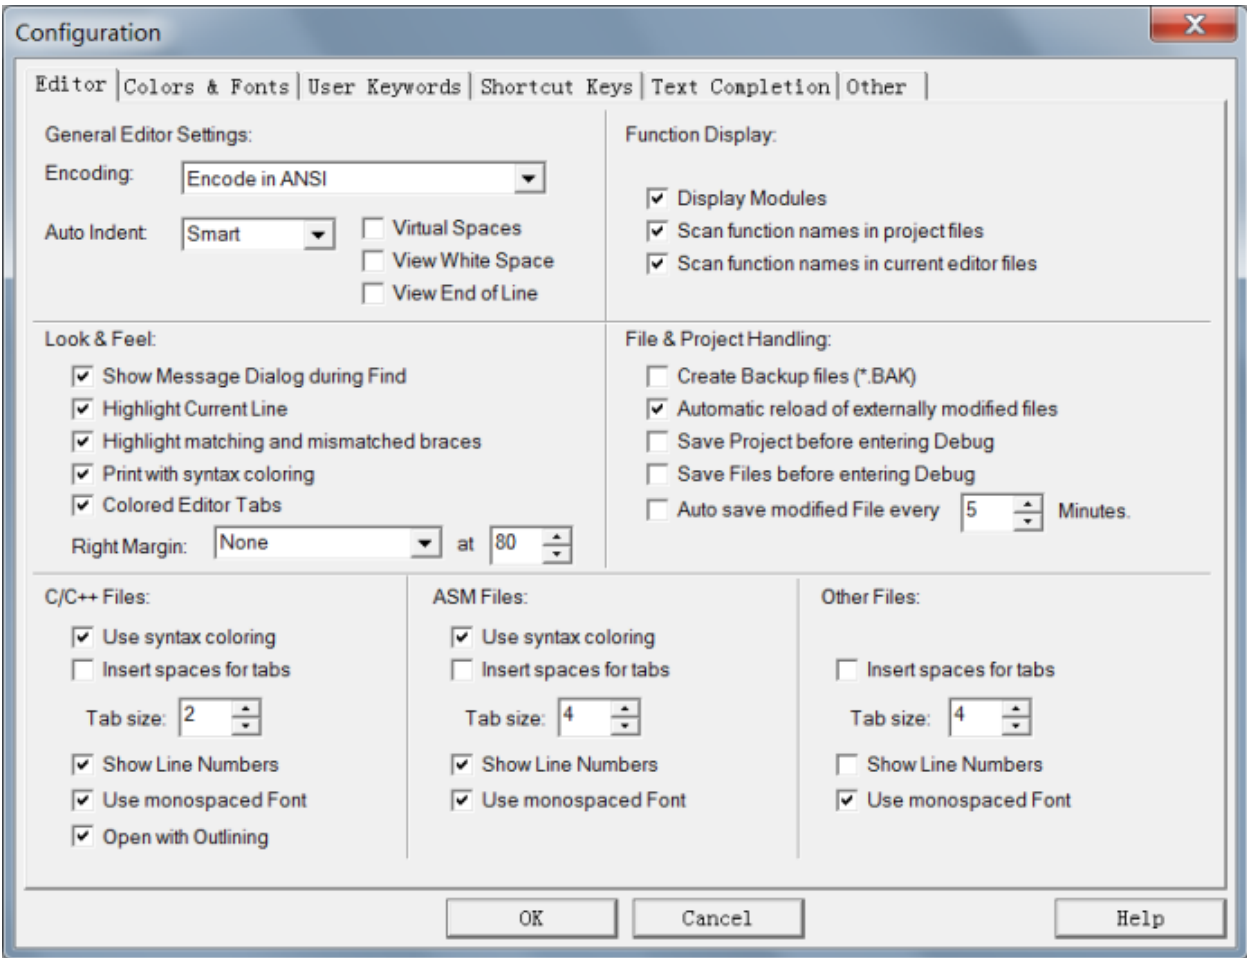 Configuration
Editor Colors & Fonts User Keywords Shortcut Keys Text Completion Other
General Editor Settings:
Encoding: Encode in ANSI
Auto Indent: Smart
Virtual Spaces
View White Space
View End of Line
Function Display:
Display Modules
Scan function names in project files
Scan function names in current editor files
Look & Feel:
Show Message Dialog during Find
Highlight Current Line
Highlight matching and mismatched braces
Print with syntax coloring
Colored Editor Tabs
Right Margin: None at 80
File & Project Handling:
Create Backup files (*.BAK)
Automatic reload of externally modified files
Save Project before entering Debug
Save Files before entering Debug
Auto save modified File every 5 Minutes.
C/C++ Files:
Use syntax coloring
Insert spaces for tabs
Tab size: 2
Show Line Numbers
Use monospaced Font
Open with Outlining
ASM Files:
Use syntax coloring
Insert spaces for tabs
Tab size: 4
Show Line Numbers
Use monospaced Font
Other Files:
Insert spaces for tabs
Tab size: 4
Show Line Numbers
Use monospaced Font
OK Cancel Help